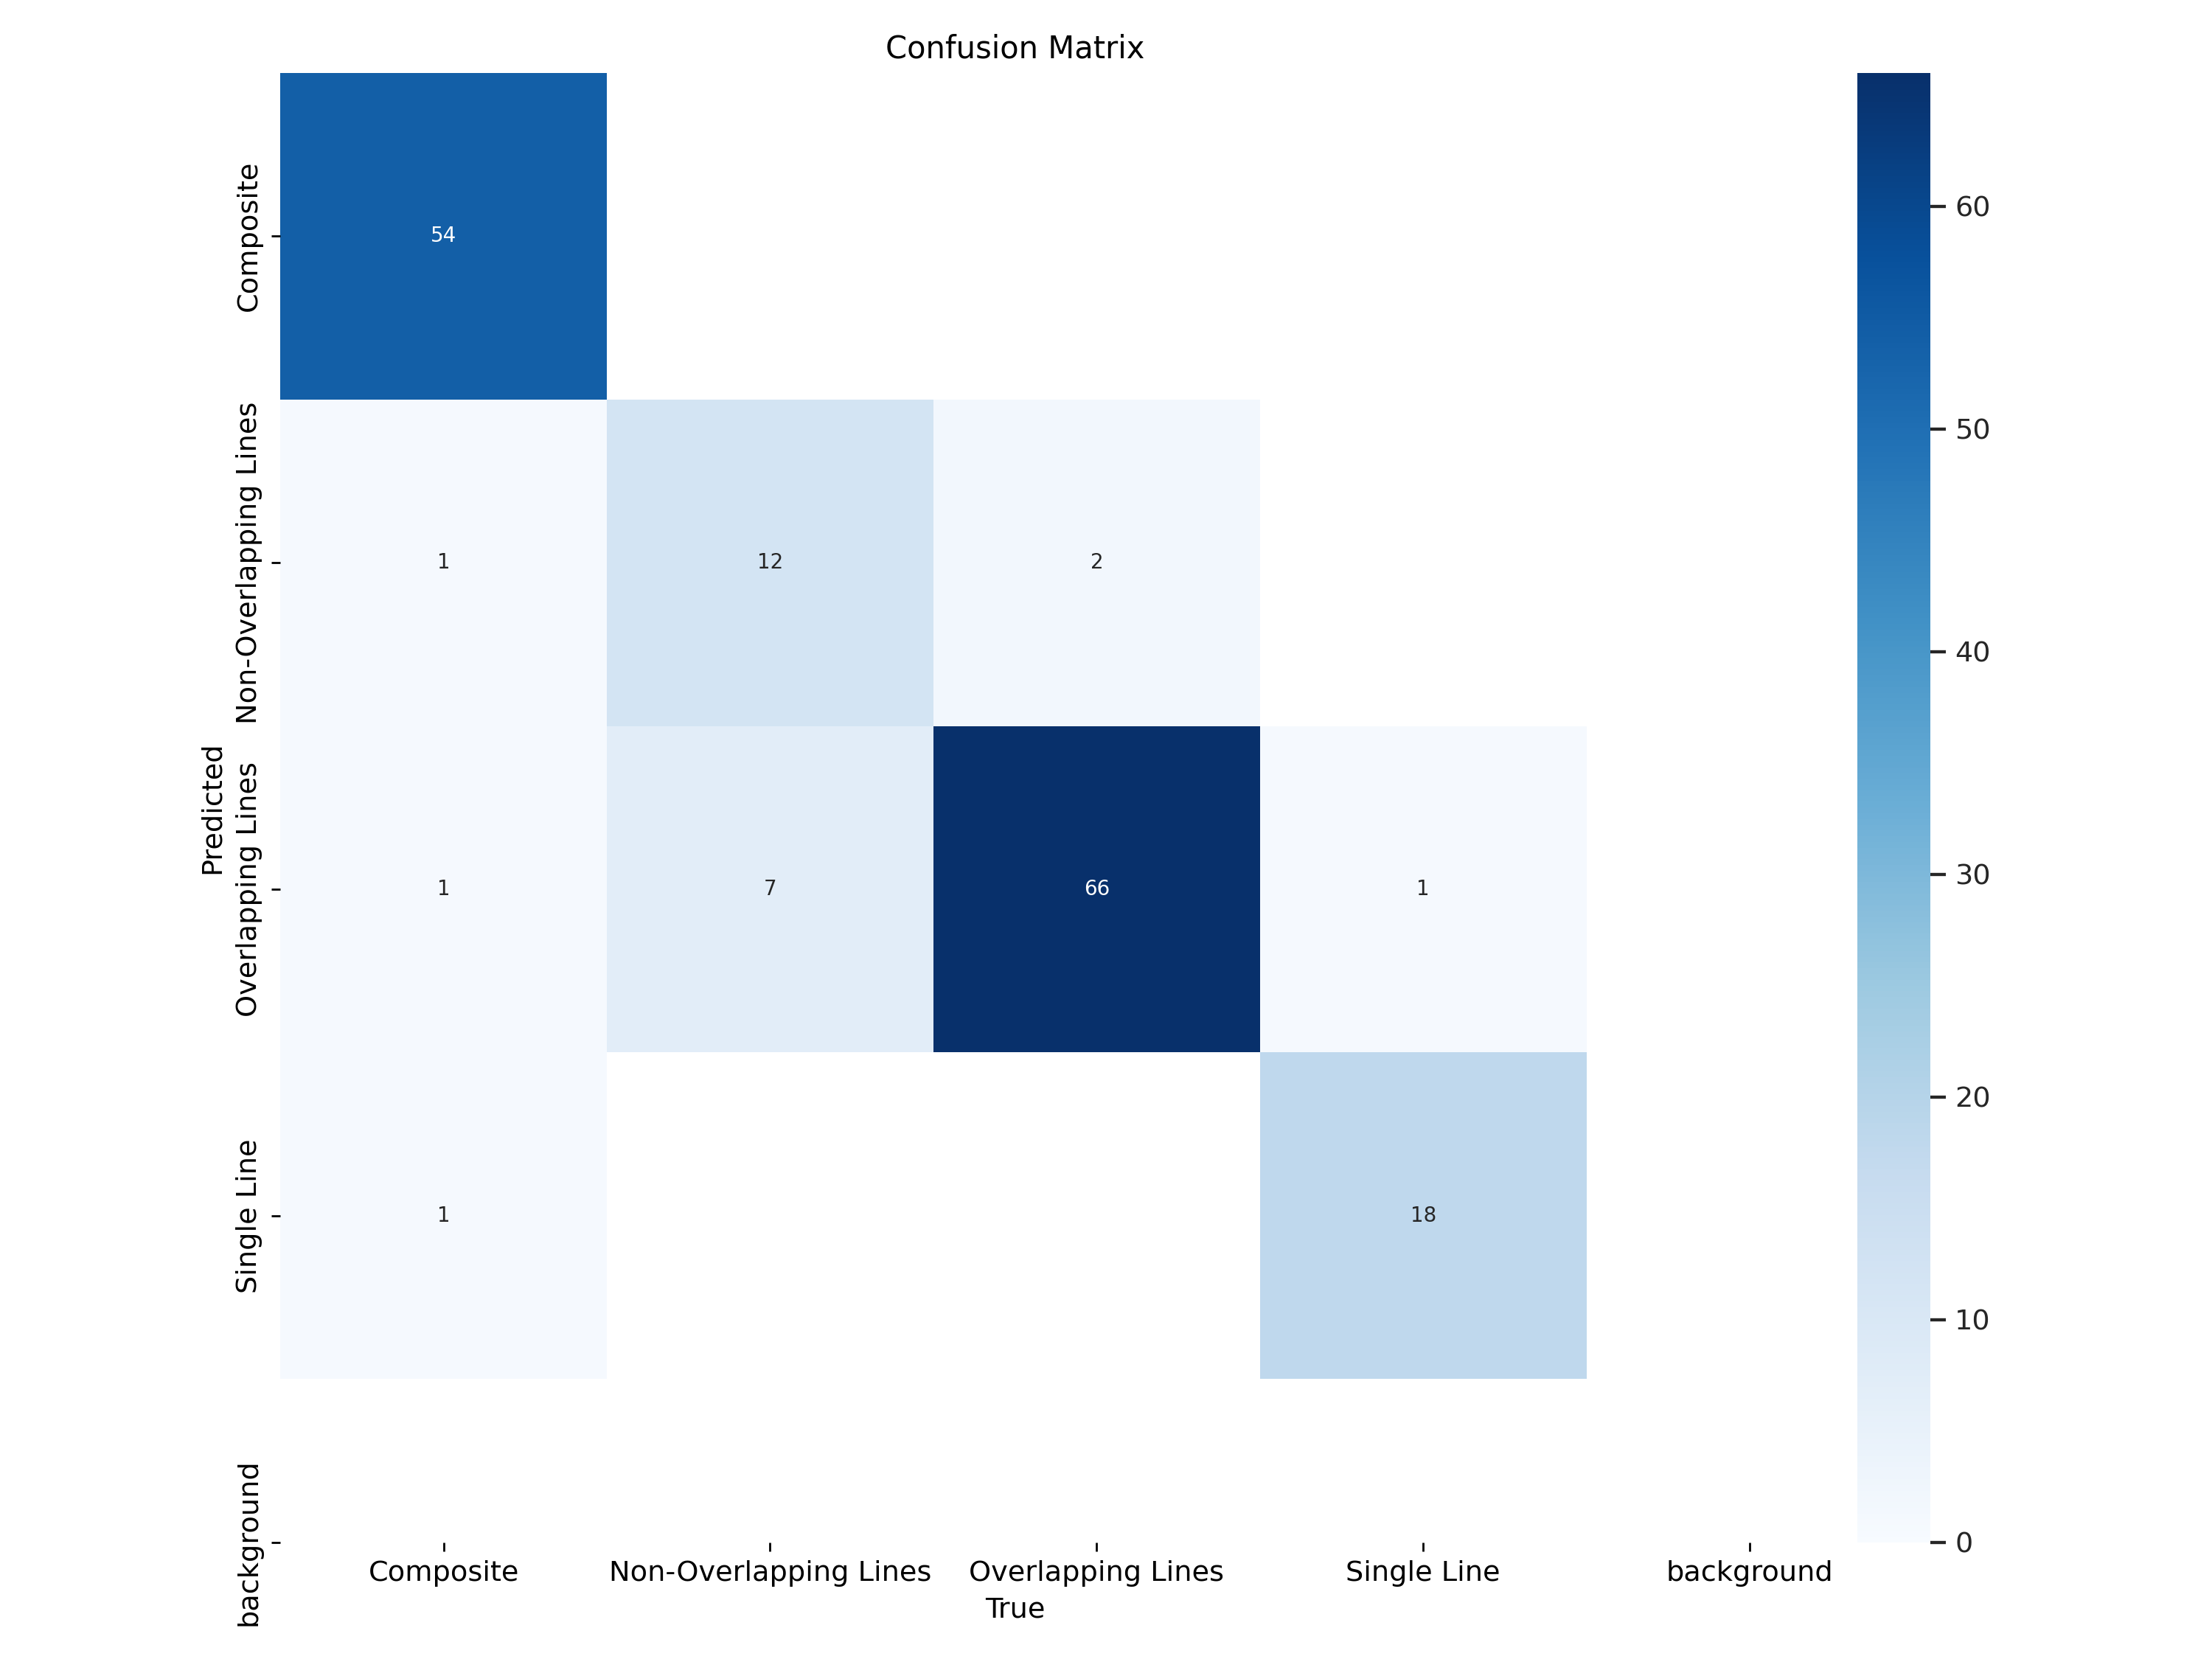 Confusion Matrix
Predicted
Composite
54
Non-Overlapping Lines
1 12 2
Overlapping Lines
1 7 66 1
Single Line
1 18
background
Composite Non-Overlapping Lines Overlapping Lines Single Line background
True
60
50
40
30
20
10
0